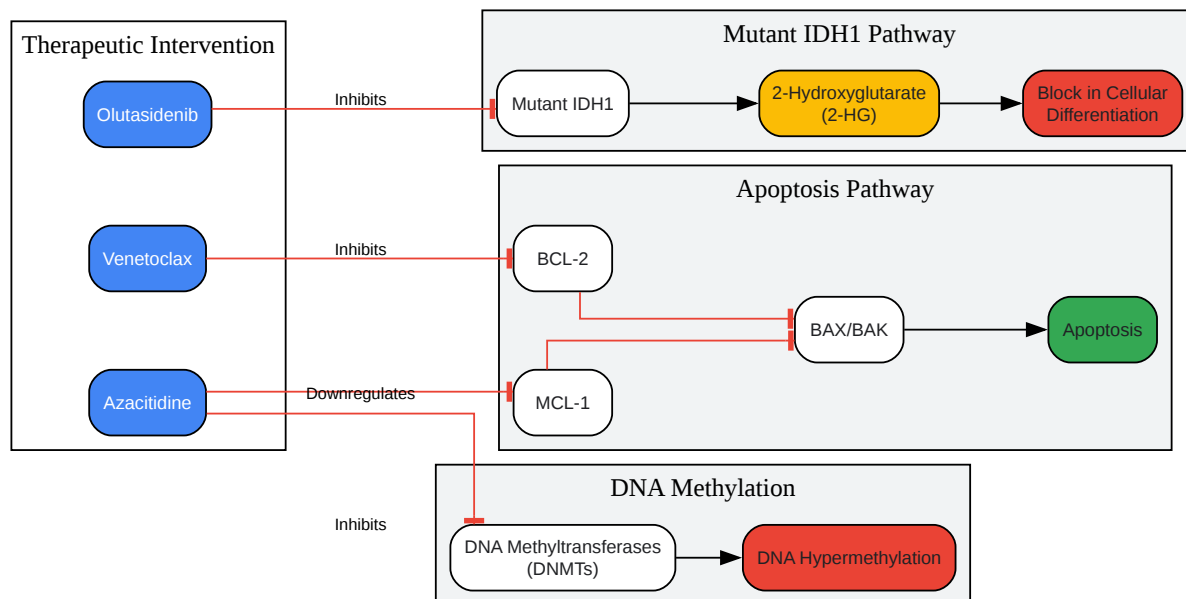 Therapeutic Intervention
Olutasidenib
Venetoclax
Azacitidine
Inhibits
Inhibits
Downregulates
Inhibits
Mutant IDH1 Pathway
Mutant IDH1
2-Hydroxyglutarate
(2-HG)
Block in Cellular
Differentiation
Apoptosis Pathway
BCL-2
MCL-1
BAX/BAK
Apoptosis
DNA Methylation
DNA Methyltransferases
(DNMTs)
DNA Hypermethylation